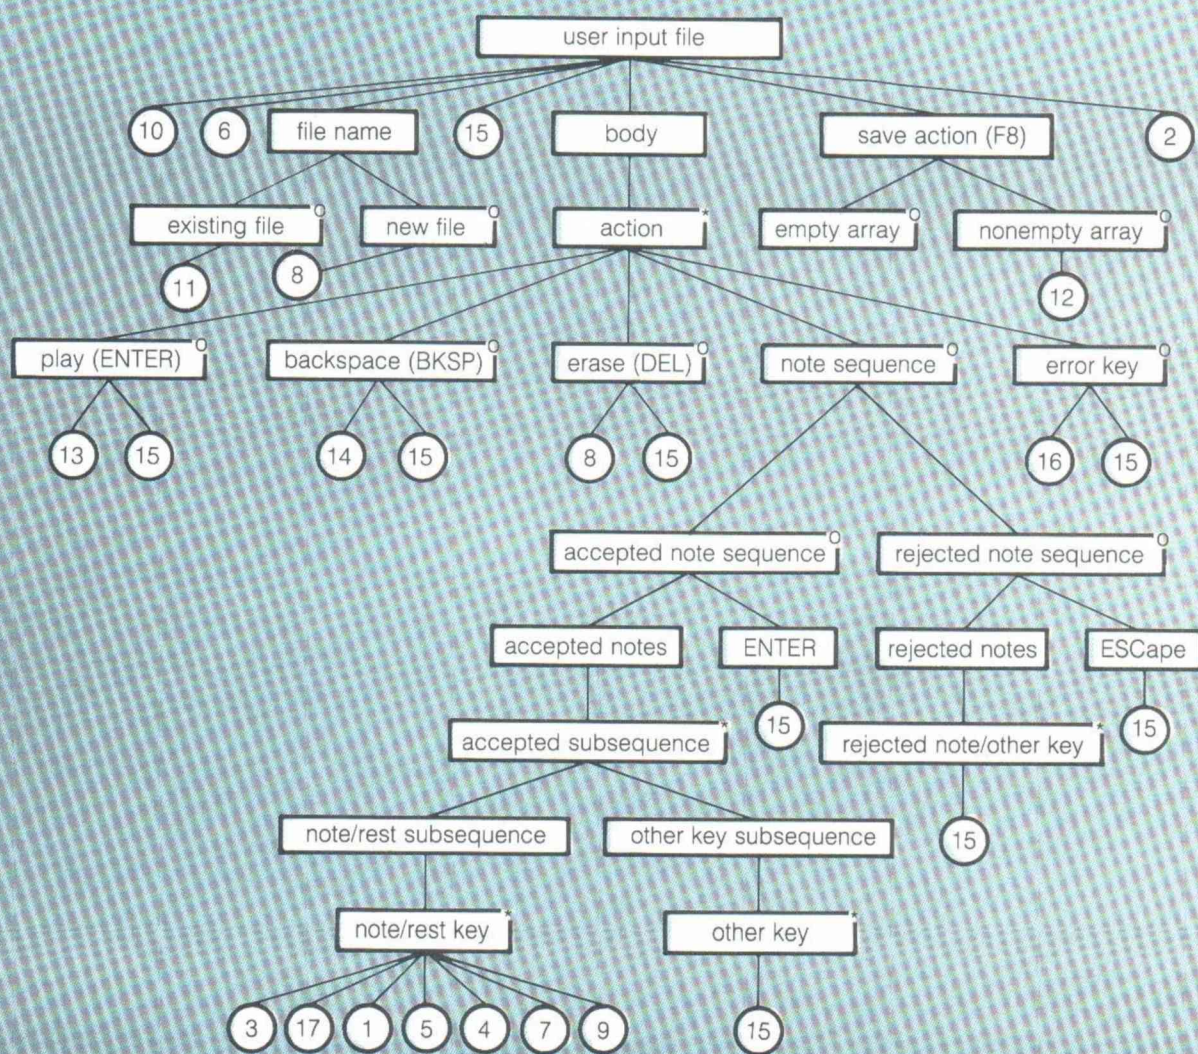 user input file
10 6 file name 15 body save action (F8) 2
existing file O new file O action * empty array O nonempty array O
11 8 12
play (ENTER) O backspace (BKSP) O erase (DEL) O note sequence O error key O
13 15 14 15 8 15 16 15
accepted note sequence O rejected note sequence O
accepted notes ENTER rejected notes ESCape
15 15
accepted subsequence * rejected note/other key *
note/rest subsequence other key subsequence 15
note/rest key * other key *
3 17 1 5 4 7 9 15